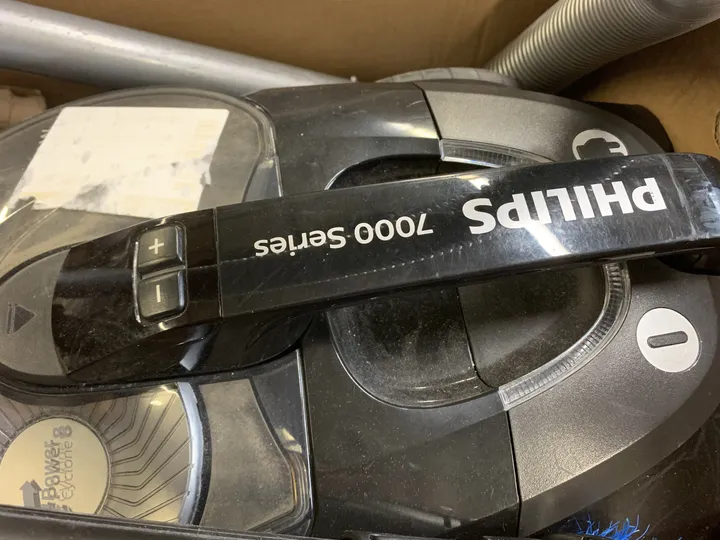 PHILIPS
7000 Series
+
-
Power
Cyclone 8